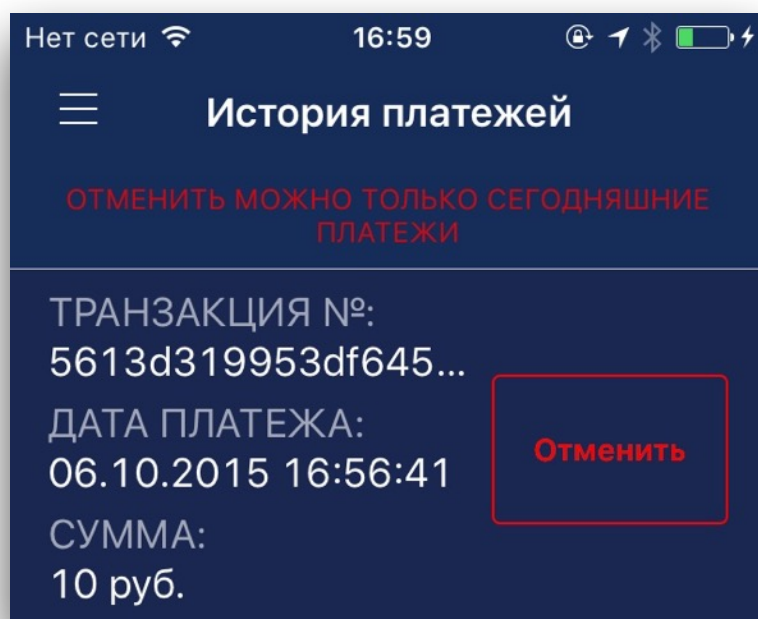 Нет сети 16:59
История платежей
ОТМЕНИТЬ МОЖНО ТОЛЬКО СЕГОДНЯШНИЕ
ПЛАТЕЖИ
ТРАНЗАКЦИЯ №:
5613d319953df645...
ДАТА ПЛАТЕЖА:
06.10.2015 16:56:41
Отменить
СУММА:
10 руб.